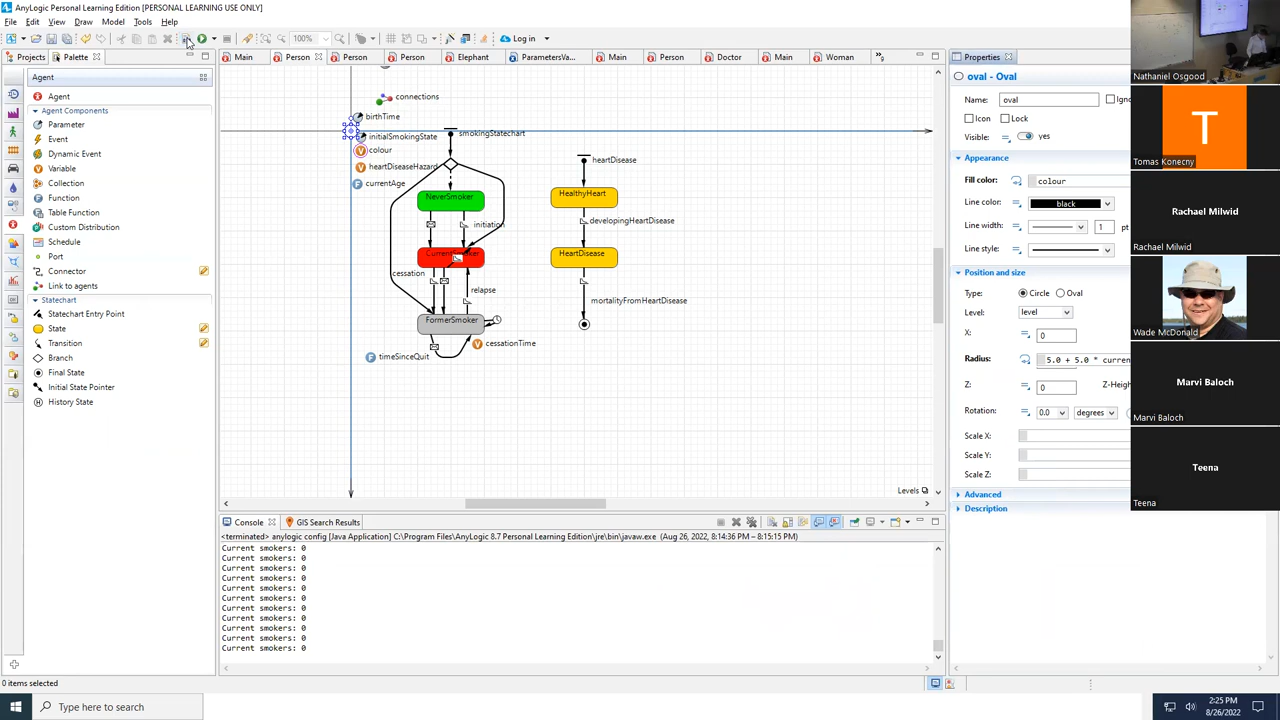 AnyLogic Personal Learning Edition [PERSONAL LEARNING USE ONLY]
File Edit View Draw Model Tools Help
100% Log in
Projects Palette
Main Person Person Person Elephant ParametersVa... Main Person Doctor Main Woman
Properties
Agent
Agent
Agent Components
Parameter
Event
Dynamic Event
Variable
Collection
Function
Table Function
Custom Distribution
Schedule
Port
Connector
Link to agents
Statechart
Statechart Entry Point
State
Transition
Branch
Final State
Initial State Pointer
History State
connections
birthTime
initialSmokingState
colour
heartDiseaseHazard
currentAge
smokingStatechart
NeverSmoker
initiation
CurrentSmoker
cessation
relapse
FormerSmoker
cessationTime
timeSinceQuit
heartDisease
HealthyHeart
developingHeartDisease
HeartDisease
mortalityFromHeartDisease
Levels
oval - Oval
Name: oval Igno
Icon Lock
Visible: yes
Appearance
Fill color: colour
Line color: black
Line width: 1 pt
Line style:
Position and size
Type: Circle Oval
Level: level
X: 0
Radius: 5.0 + 5.0 * curren
Z: 0 Z-Heigh
Rotation: 0.0 degrees
Scale X:
Scale Y:
Scale Z:
Advanced
Description
Console GIS Search Results
<terminated> anylogic config [Java Application] C:\Program Files\AnyLogic 8.7 Personal Learning Edition\jre\bin\javaw.exe (Aug 26, 2022, 8:14:36 PM – 8:15:15 PM)
Current smokers: 0
Current smokers: 0
Current smokers: 0
Current smokers: 0
Current smokers: 0
Current smokers: 0
Current smokers: 0
Current smokers: 0
Current smokers: 0
Current smokers: 0
Current smokers: 0
0 items selected
Type here to search
2:25 PM
8/26/2022
Nathaniel Osgood
T
Tomas Konecny
Rachael Milwid
Rachael Milwid
Wade McDonald
Marvi Baloch
Marvi Baloch
Teena
Teena